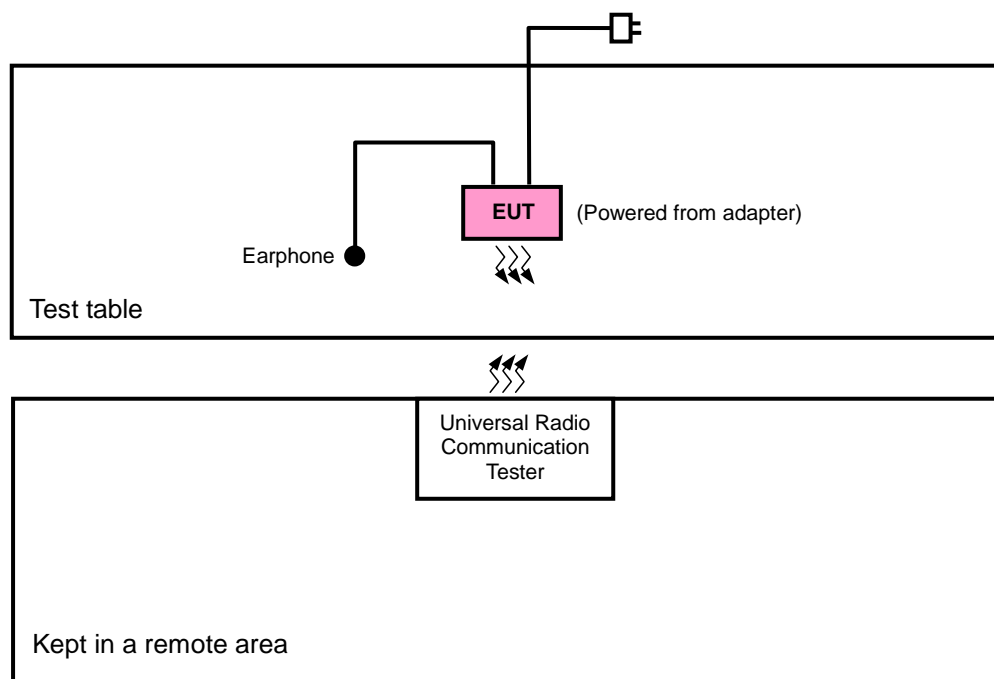 EUT
(Powered from adapter)
Earphone
Test table
Universal Radio
Communication
Tester
Kept in a remote area